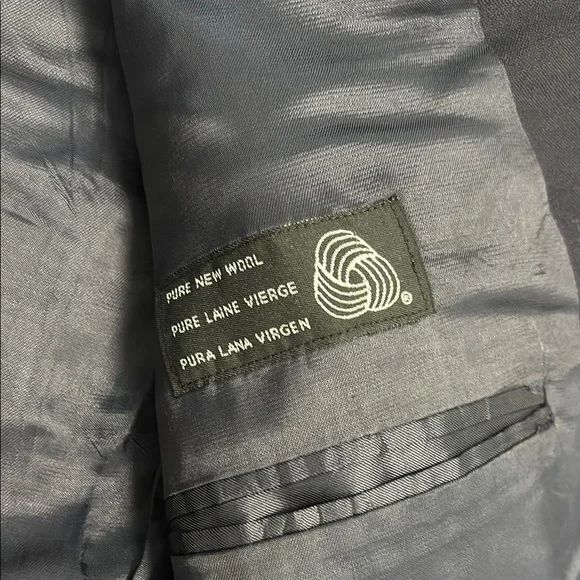 PURE NEW WOOL
PURE LAINE VIERGE
PURA LANA VIRGEN
®